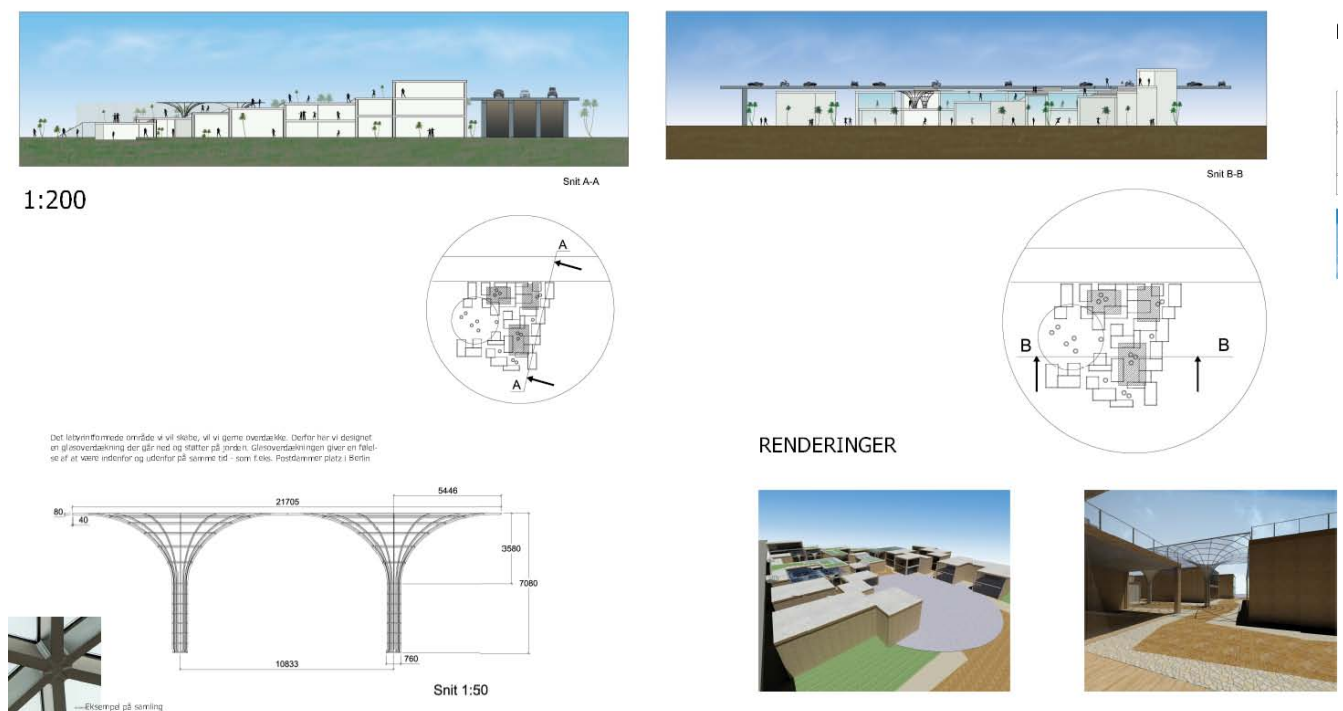 Snit A-A
1:200
A
A
Snit B-B
B
B
Det labyrintformede område vi vil skabe, vil vi gerne overdække. Derfor har vi designet
en glasoverdækning der går ned og støtter på jorden. Glasoverdækningen giver en følel-
se af at være indenfor og udenfor på samme tid - som f.eks. Postdammer platz i Berlin
RENDERINGER
5446
21705
80
40
3580
7080
760
10833
Snit 1:50
Eksempel på samling